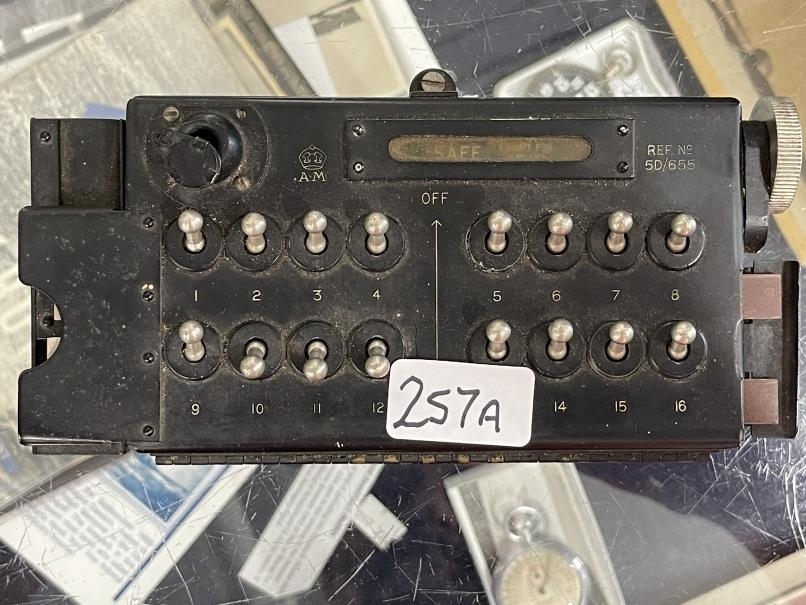 SAFE
A·M
REF. Nº
5D/655
OFF
1 2 3 4 5 6 7 8
9 10 11 12 14 15 16
257A